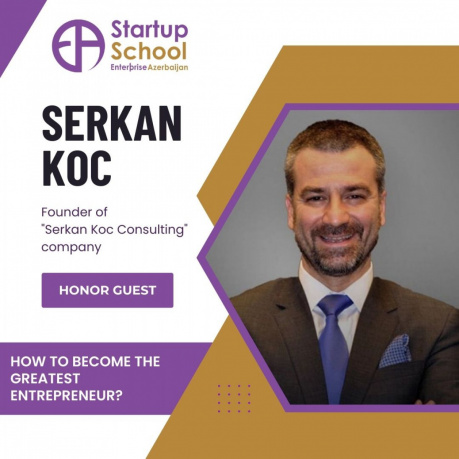 Startup
School
Enterprise Azerbaijan
SERKAN
KOC
Founder of
"Serkan Koc Consulting"
company
HONOR GUEST
HOW TO BECOME THE
GREATEST
ENTREPRENEUR?